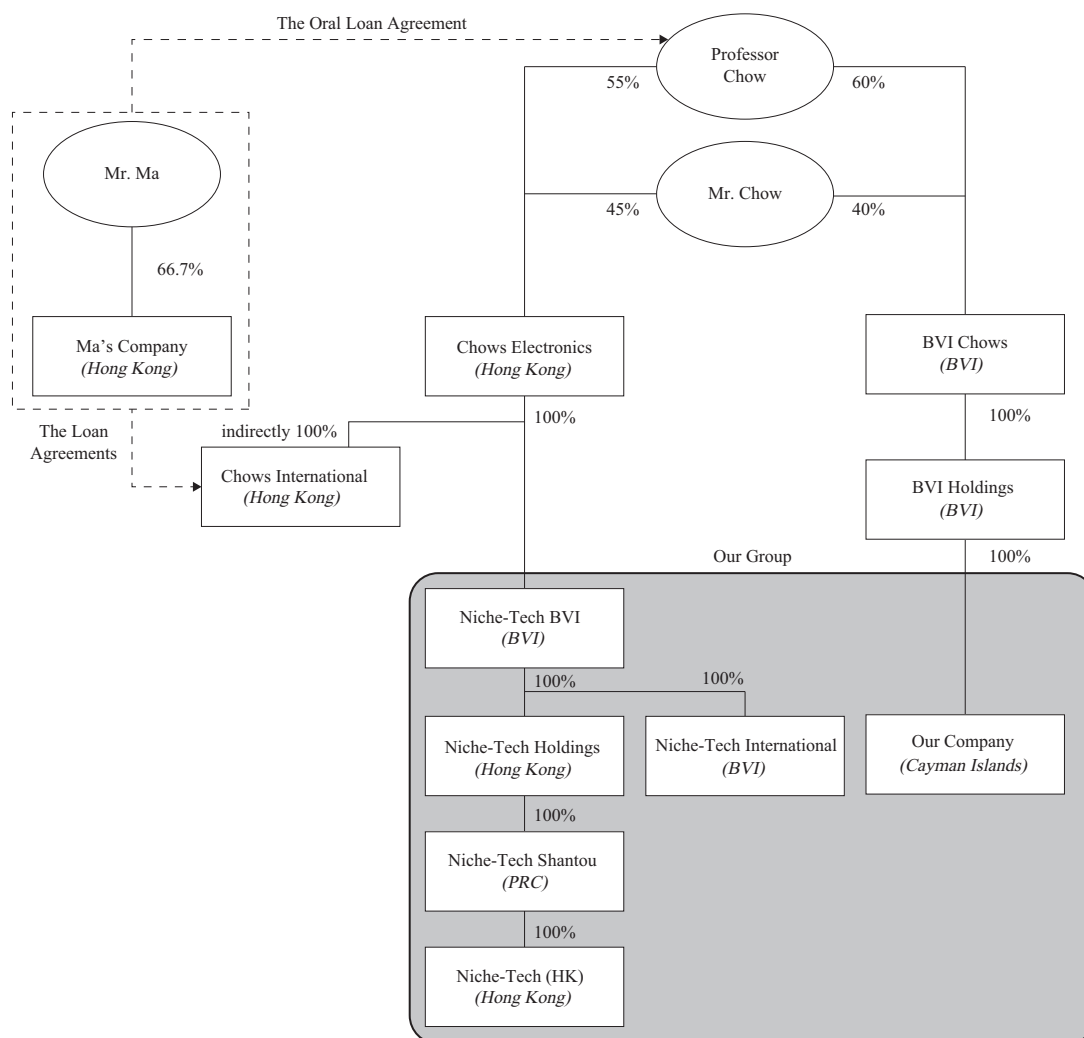 The Oral Loan Agreement
Professor
Chow
55%
60%
Mr. Ma
Mr. Chow
45%
40%
66.7%
Ma’s Company
(Hong Kong)
Chows Electronics
(Hong Kong)
BVI Chows
(BVI)
100%
100%
The Loan
Agreements
indirectly 100%
Chows International
(Hong Kong)
BVI Holdings
(BVI)
Our Group
100%
Niche-Tech BVI
(BVI)
100%
100%
Niche-Tech Holdings
(Hong Kong)
Niche-Tech International
(BVI)
Our Company
(Cayman Islands)
100%
Niche-Tech Shantou
(PRC)
100%
Niche-Tech (HK)
(Hong Kong)